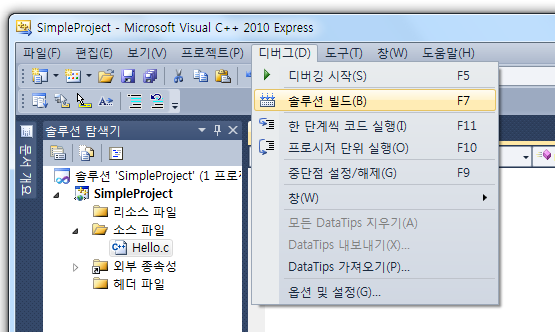 SimpleProject - Microsoft Visual C++ 2010 Express
파일(F) 편집(E) 보기(V) 프로젝트(P) 디버그(D) 도구(T) 창(W) 도움말(H)
디버깅 시작(S) F5
솔루션 빌드(B) F7
한 단계씩 코드 실행(I) F11
프로시저 단위 실행(O) F10
중단점 설정/해제(G) F9
창(W)
모든 DataTips 지우기(A)
DataTips 내보내기(X)...
DataTips 가져오기(P)...
옵션 및 설정(G)...
문서 개요
솔루션 탐색기
솔루션 'SimpleProject' (1 프로
SimpleProject
리소스 파일
소스 파일
Hello.c
외부 종속성
헤더 파일